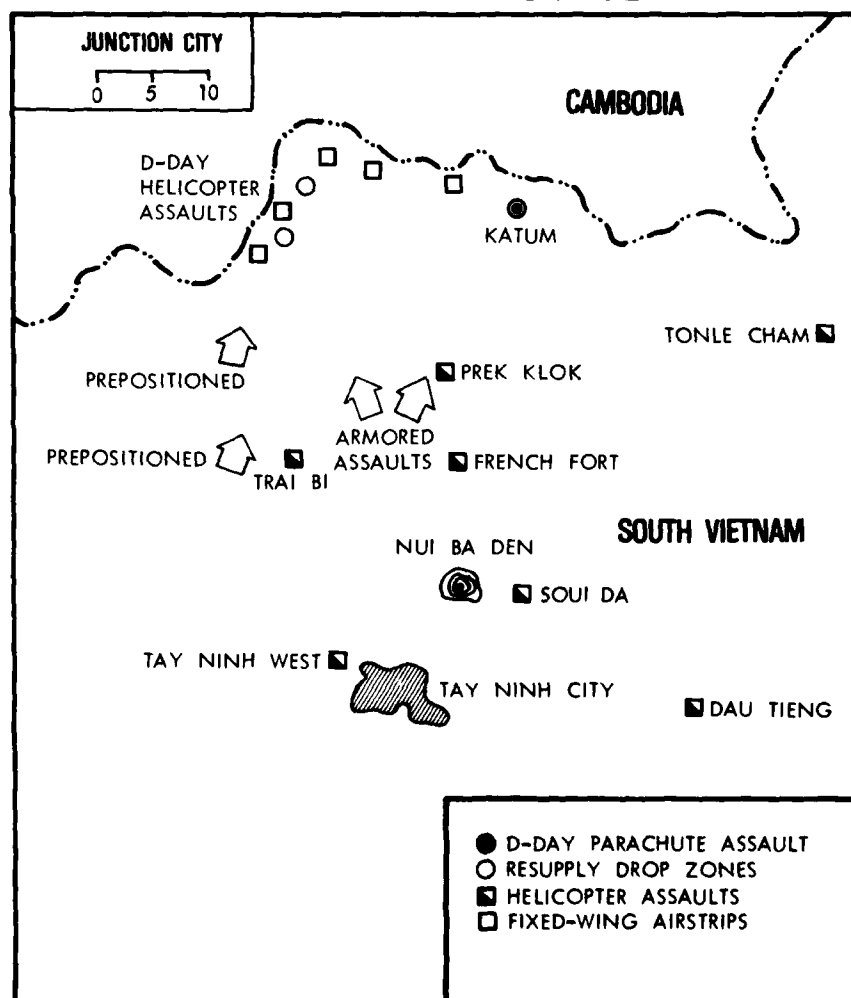 JUNCTION CITY
0 5 10
CAMBODIA
D-DAY
HELICOPTER
ASSAULTS
KATUM
TONLE CHAM
PREPOSITIONED
PREK KLOK
ARMORED
ASSAULTS
PREPOSITIONED
TRAI BI
FRENCH FORT
SOUTH VIETNAM
NUI BA DEN
SOUI DA
TAY NINH WEST
TAY NINH CITY
DAU TIENG
D-DAY PARACHUTE ASSAULT
RESUPPLY DROP ZONES
HELICOPTER ASSAULTS
FIXED-WING AIRSTRIPS